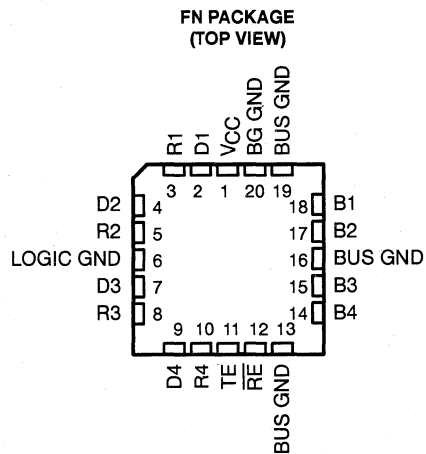 FN PACKAGE
(TOP VIEW)
R1
D1
VCC
BG GND
BUS GND
3 2 1 20 19
D2 4
R2 5
LOGIC GND 6
D3 7
R3 8
18 B1
17 B2
16 BUS GND
15 B3
14 B4
9 10 11 12 13
D4
R4
TE
R̅E̅
BUS GND